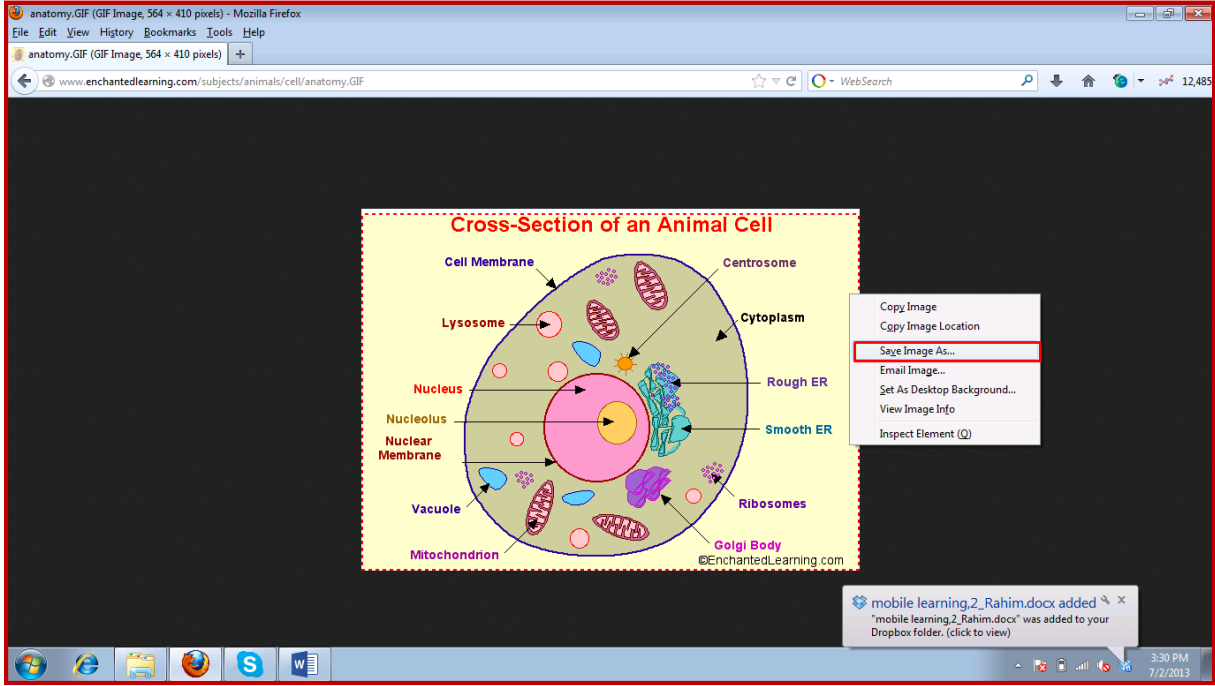 anatomy.GIF (GIF Image, 564 × 410 pixels) - Mozilla Firefox
File Edit View History Bookmarks Tools Help
anatomy.GIF (GIF Image, 564 × 410 pixels) +
www.enchantedlearning.com/subjects/animals/cell/anatomy.GIF WebSearch 12,485
Cross-Section of an Animal Cell
Cell Membrane Centrosome
Lysosome Cytoplasm
Nucleus Rough ER
Nucleolus Smooth ER
Nuclear
Membrane
Vacuole Ribosomes
Mitochondrion Golgi Body
©EnchantedLearning.com
Copy Image
Copy Image Location
Save Image As...
Email Image...
Set As Desktop Background...
View Image Info
Inspect Element (Q)
mobile learning,2_Rahim.docx added
"mobile learning,2_Rahim.docx" was added to your
Dropbox folder. (click to view)
3:30 PM
7/2/2013